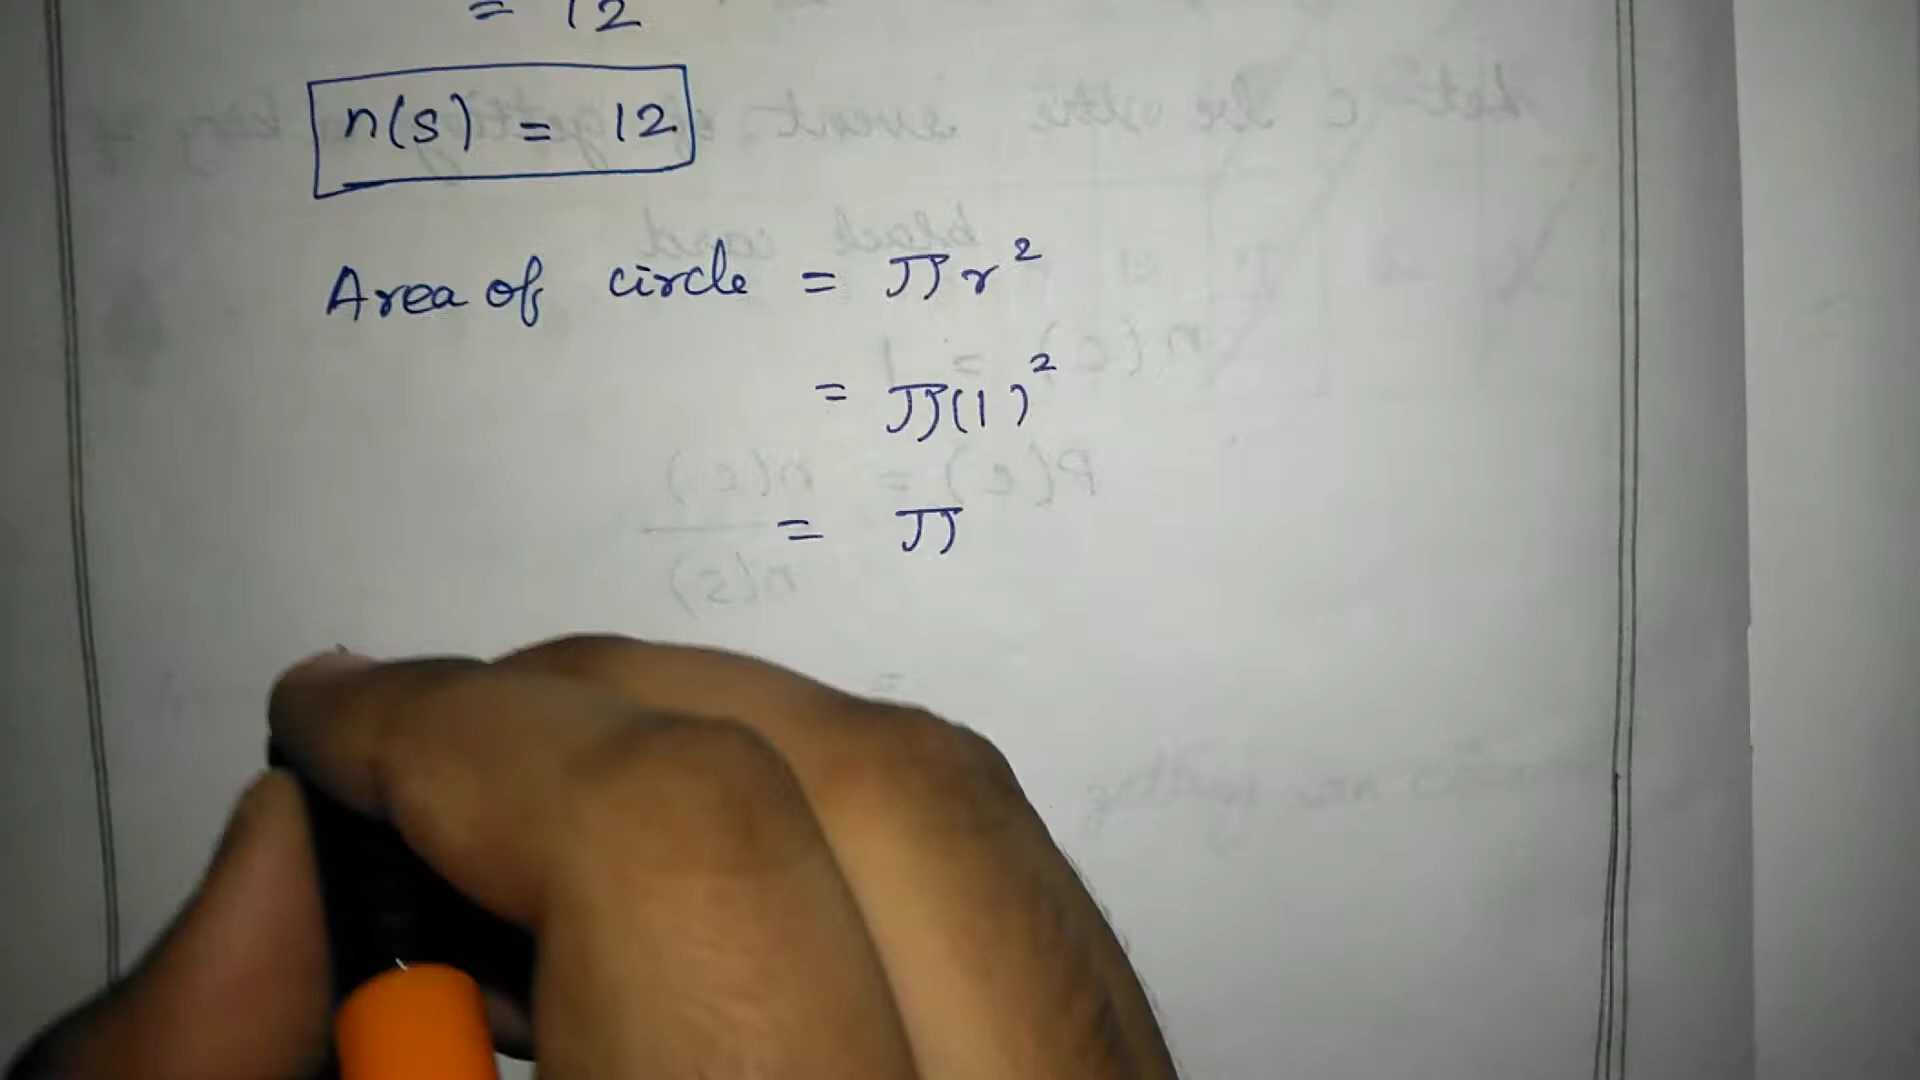 = 12
n(s) = 12
Area of circle = πr²
= π(1)²
= π